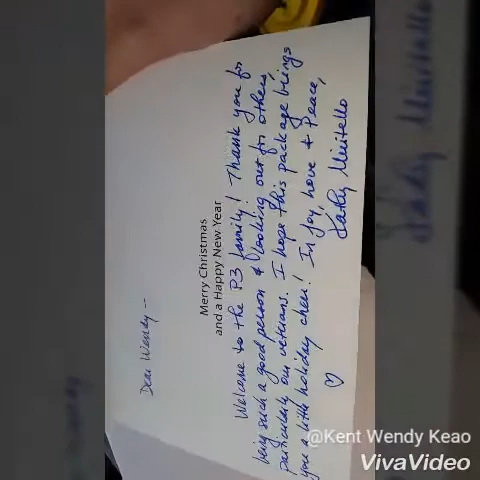 Dear Wendy --
Merry Christmas
and a Happy New Year
Welcome to the P3 family! Thank you for
being such a good person & looking out for others,
particularly our veterans. I hope this package brings
you a little holiday cheer! In joy, love & Peace,
♡ Kathy Minitello
@Kent Wendy Keao
VivaVideo